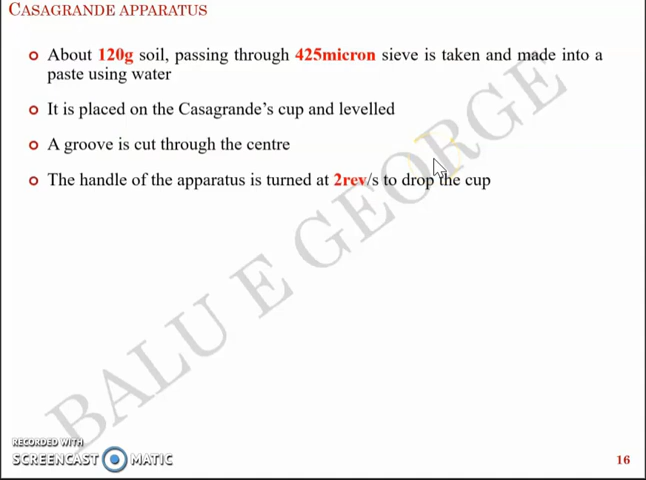 CASAGRANDE APPARATUS
About 120g soil, passing through 425micron sieve is taken and made into a
paste using water
It is placed on the Casagrande's cup and levelled
A groove is cut through the centre
The handle of the apparatus is turned at 2rev/s to drop the cup
BALU E GEORGE
RECORDED WITH
SCREENCAST MATIC
16